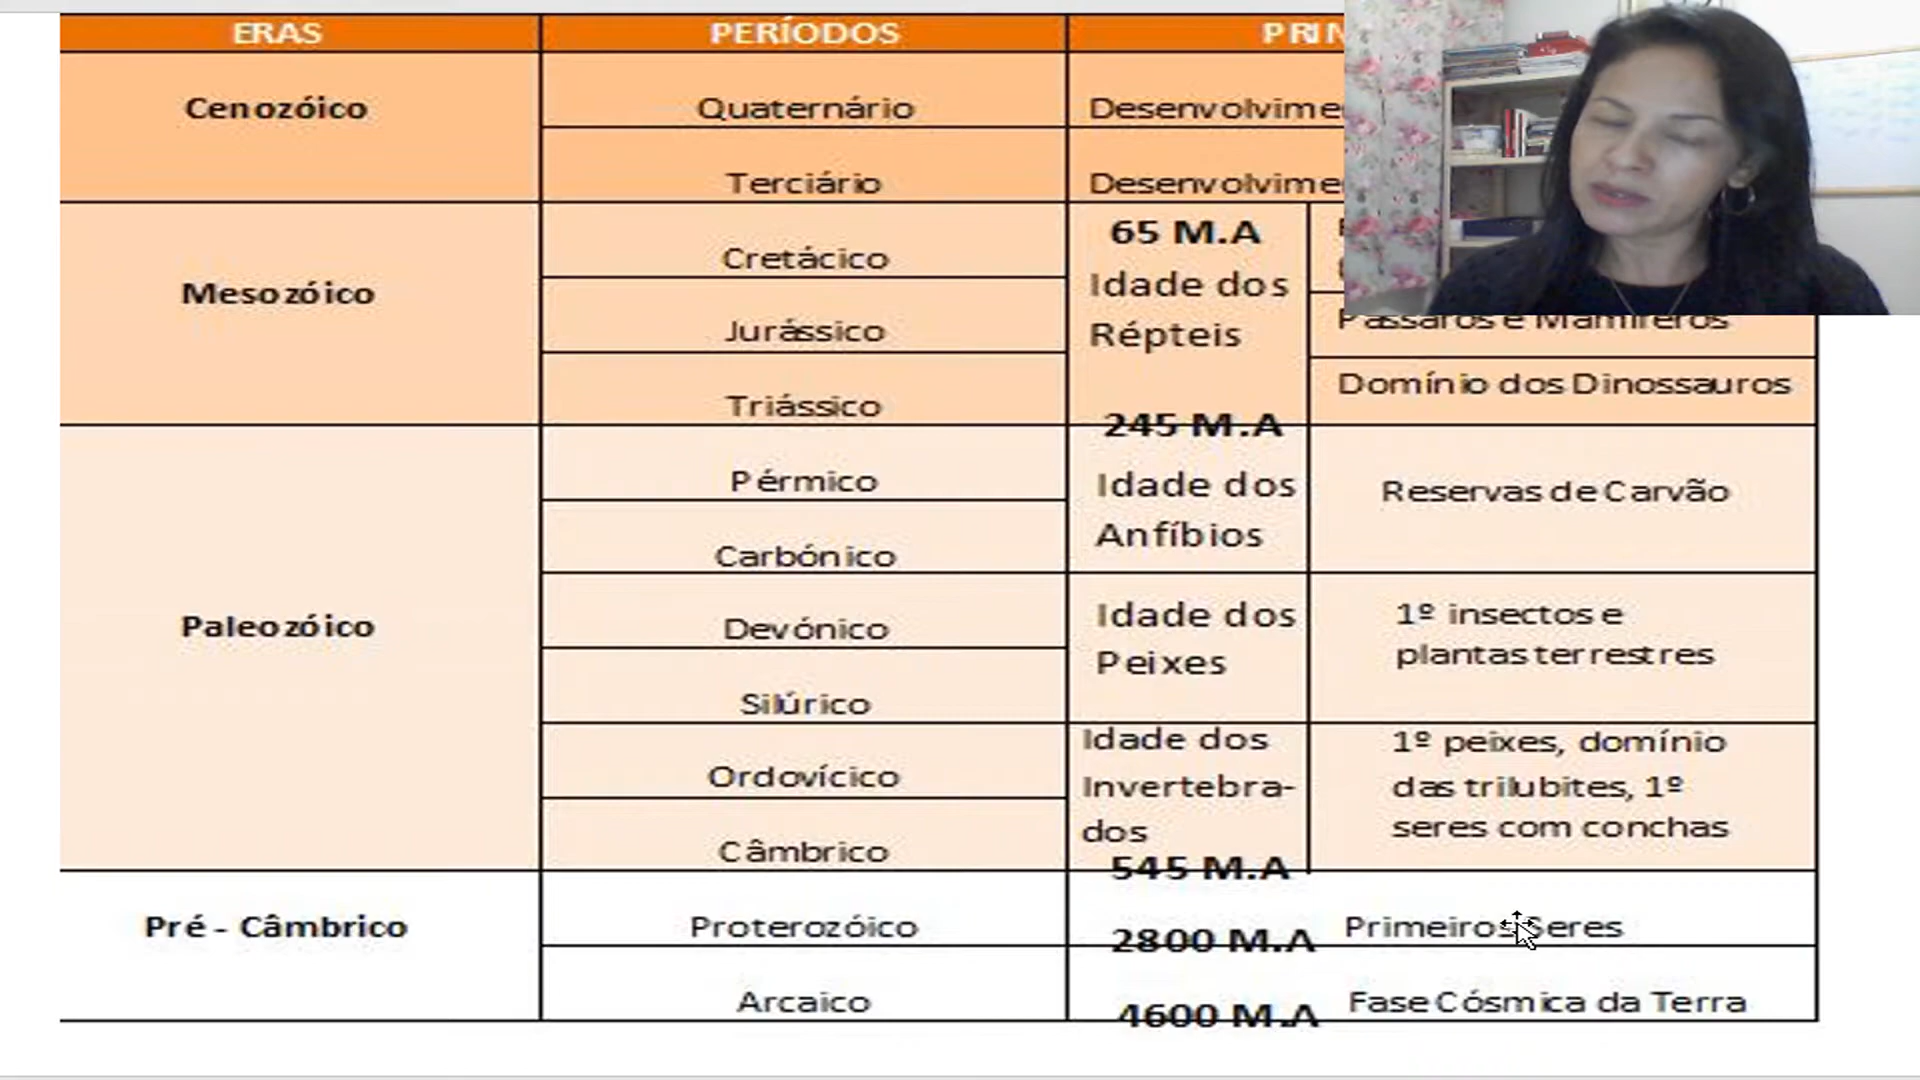 ERAS
PERÍODOS
Cenozóico
Quaternário
Terciário
Mesozóico
Cretácico
65 M.A
Idade dos
Répteis
Jurássico
Pássaros e Mamíferos
Triássico
Domínio dos Dinossauros
245 M.A
Paleozóico
Pérmico
Idade dos
Anfíbios
Reservas de Carvão
Carbónico
Devónico
Idade dos
Peixes
1º insectos e
plantas terrestres
Silúrico
Ordovícico
Idade dos
Invertebra-
dos
1º peixes, domínio
das trilubites, 1º
seres com conchas
Câmbrico
545 M.A
Pré - Câmbrico
Proterozóico
2800 M.A
Primeiros Seres
Arcaico
4600 M.A
Fase Cósmica da Terra